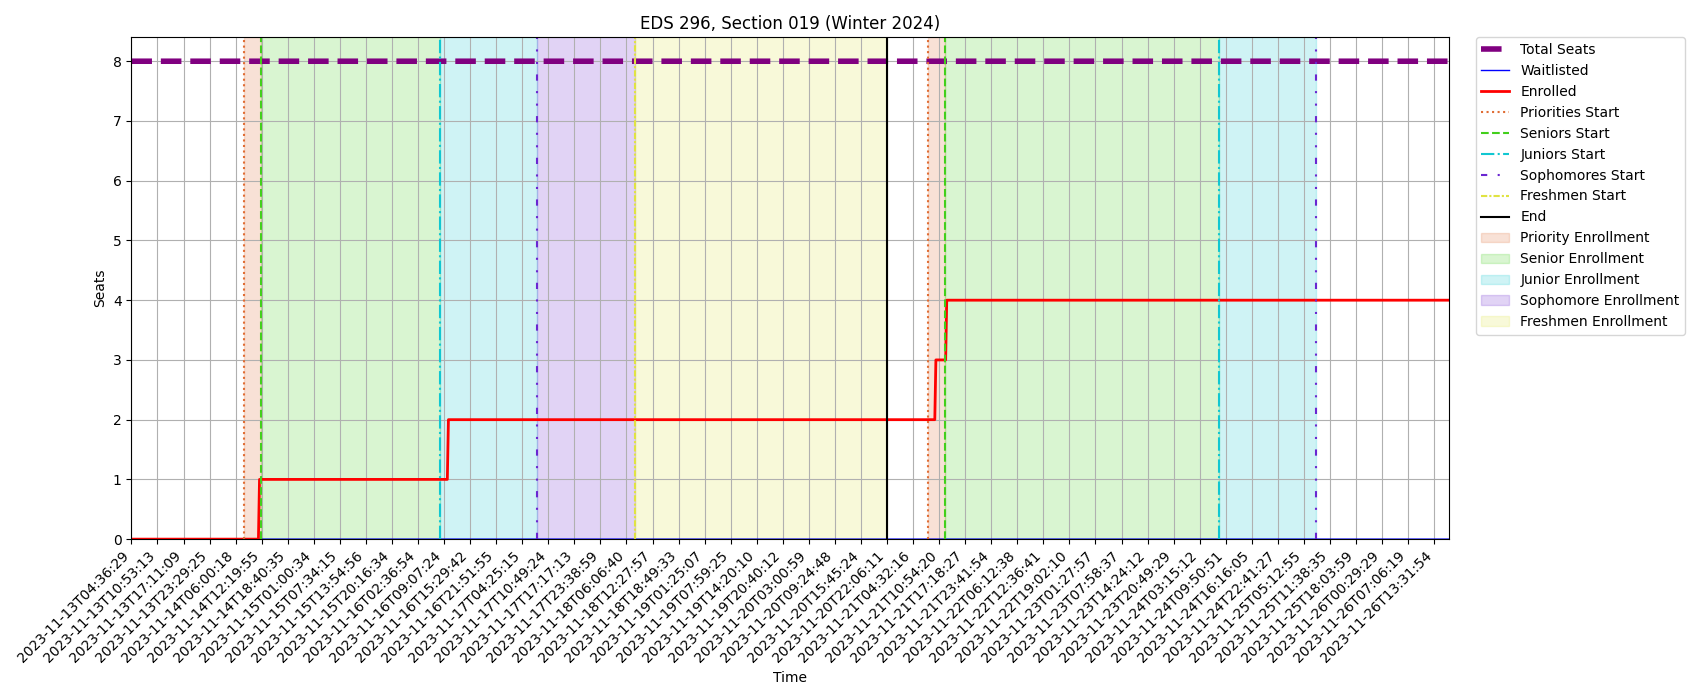 EDS 296, Section 019 (Winter 2024)
Seats
8
7
6
5
4
3
2
1
0
2023-11-13T04:36:29
2023-11-13T10:53:13
2023-11-13T17:11:09
2023-11-13T23:29:25
2023-11-14T06:00:18
2023-11-14T12:19:55
2023-11-14T18:40:35
2023-11-15T01:00:34
2023-11-15T07:34:15
2023-11-15T13:54:56
2023-11-15T20:16:34
2023-11-16T02:36:54
2023-11-16T09:07:24
2023-11-16T15:29:42
2023-11-16T21:51:55
2023-11-17T04:25:15
2023-11-17T10:49:24
2023-11-17T17:17:13
2023-11-17T23:38:59
2023-11-18T06:06:40
2023-11-18T12:27:57
2023-11-18T18:49:33
2023-11-19T01:25:07
2023-11-19T07:59:25
2023-11-19T14:20:10
2023-11-19T20:40:12
2023-11-20T03:00:59
2023-11-20T09:24:48
2023-11-20T15:45:24
2023-11-20T22:06:11
2023-11-21T04:32:16
2023-11-21T10:54:20
2023-11-21T17:18:27
2023-11-21T23:41:54
2023-11-22T06:12:38
2023-11-22T12:36:41
2023-11-22T19:02:10
2023-11-23T01:27:57
2023-11-23T07:58:37
2023-11-23T14:24:12
2023-11-23T20:49:29
2023-11-24T03:15:12
2023-11-24T09:50:51
2023-11-24T16:16:05
2023-11-24T22:41:27
2023-11-25T05:12:55
2023-11-25T11:38:35
2023-11-25T18:03:59
2023-11-26T00:29:29
2023-11-26T07:06:19
2023-11-26T13:31:54
Time
Total Seats
Waitlisted
Enrolled
Priorities Start
Seniors Start
Juniors Start
Sophomores Start
Freshmen Start
End
Priority Enrollment
Senior Enrollment
Junior Enrollment
Sophomore Enrollment
Freshmen Enrollment